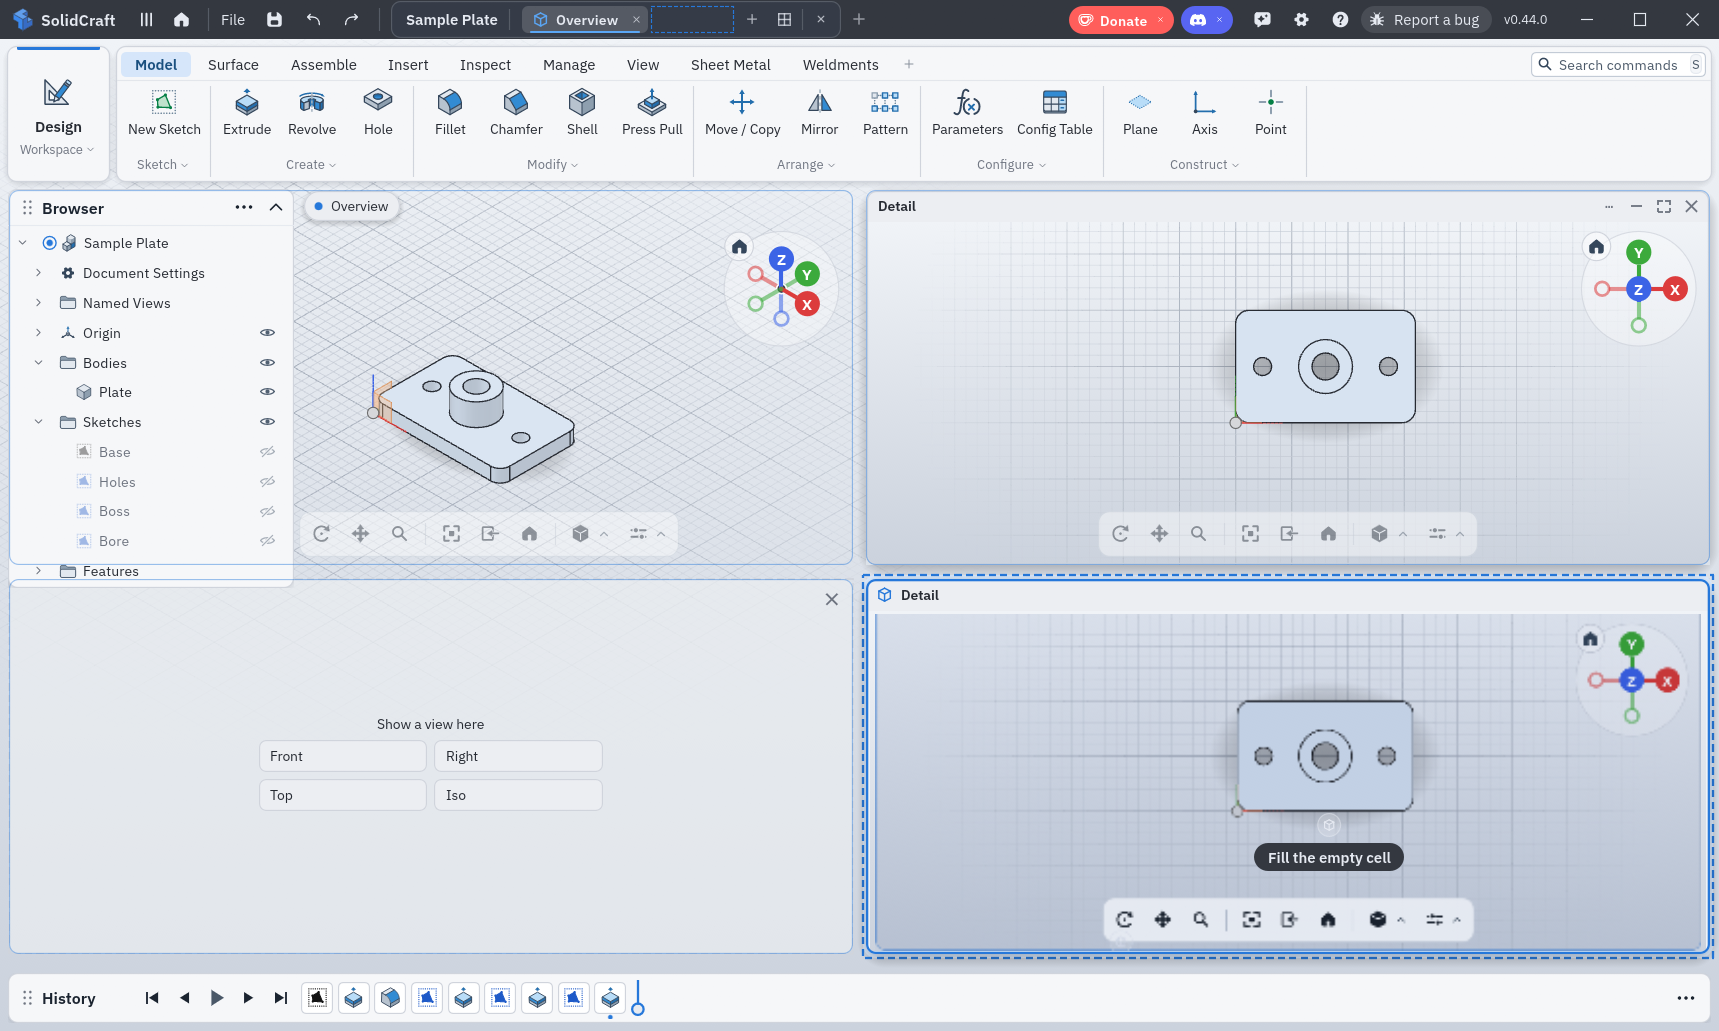 SolidCraft File Sample Plate Overview Donate Report a bug v0.44.0
Design
Workspace
Model Surface Assemble Insert Inspect Manage View Sheet Metal Weldments Search commands S
New Sketch Extrude Revolve Hole Fillet Chamfer Shell Press Pull Move / Copy Mirror Pattern Parameters Config Table Plane Axis Point
Sketch Create Modify Arrange Configure Construct
Browser
Sample Plate
Document Settings
Named Views
Origin
Bodies
Plate
Sketches
Base
Holes
Boss
Bore
Features
Overview
Z
Y
X
Detail
Y
Z X
Show a view here
Front Right
Top Iso
Detail
Y
Z X
Fill the empty cell
History